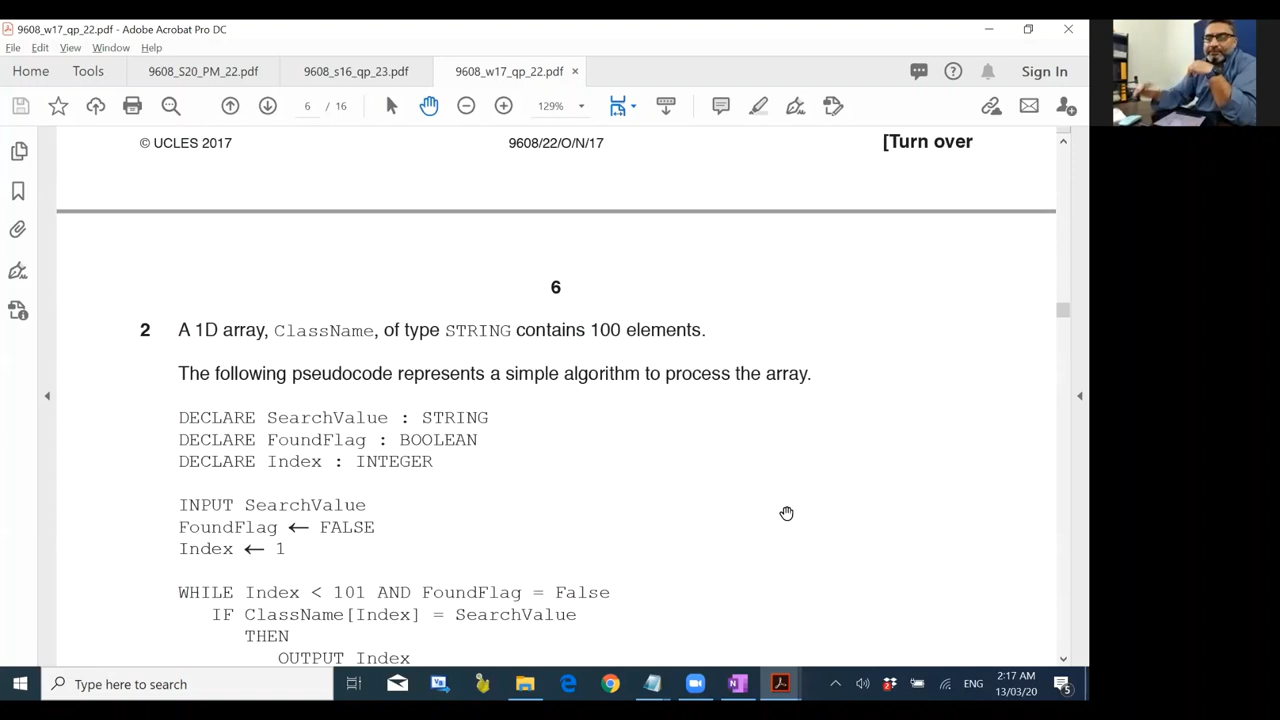 9608_w17_qp_22.pdf - Adobe Acrobat Pro DC
File Edit View Window Help
Home Tools 9608_S20_PM_22.pdf 9608_s16_qp_23.pdf 9608_w17_qp_22.pdf × Sign In
6 / 16 129%
© UCLES 2017 9608/22/O/N/17 [Turn over
6
2 A 1D array, ClassName, of type STRING contains 100 elements.
The following pseudocode represents a simple algorithm to process the array.
DECLARE SearchValue : STRING
DECLARE FoundFlag : BOOLEAN
DECLARE Index : INTEGER
INPUT SearchValue
FoundFlag ← FALSE
Index ← 1
WHILE Index < 101 AND FoundFlag = False
IF ClassName[Index] = SearchValue
THEN
OUTPUT Index
Type here to search ENG 2:17 AM
13/03/20 5